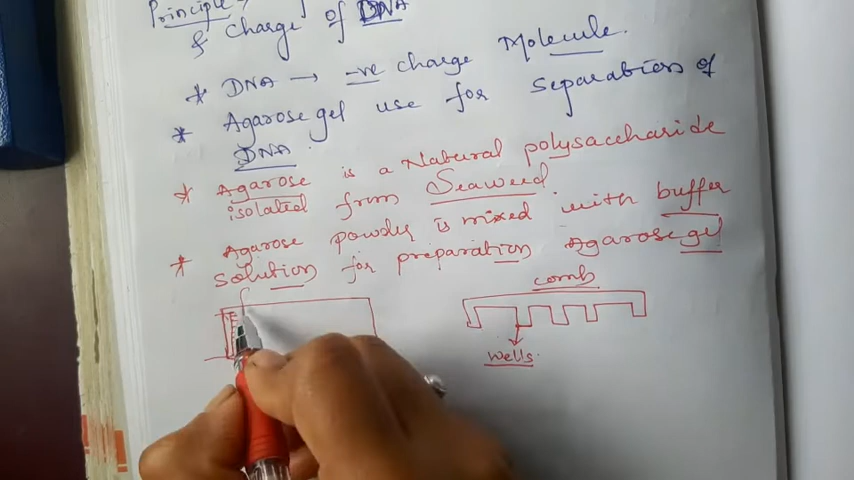 Principle →
& Charge of DNA
* DNA → -ve charge Molecule.
* Agarose gel use for Separation of
DNA.
* Agarose is a Natural polysaccharide
isolated from Seaweed.
* Agarose powder is mixed with buffer
solution for preparation Agarose gel
comb
wells